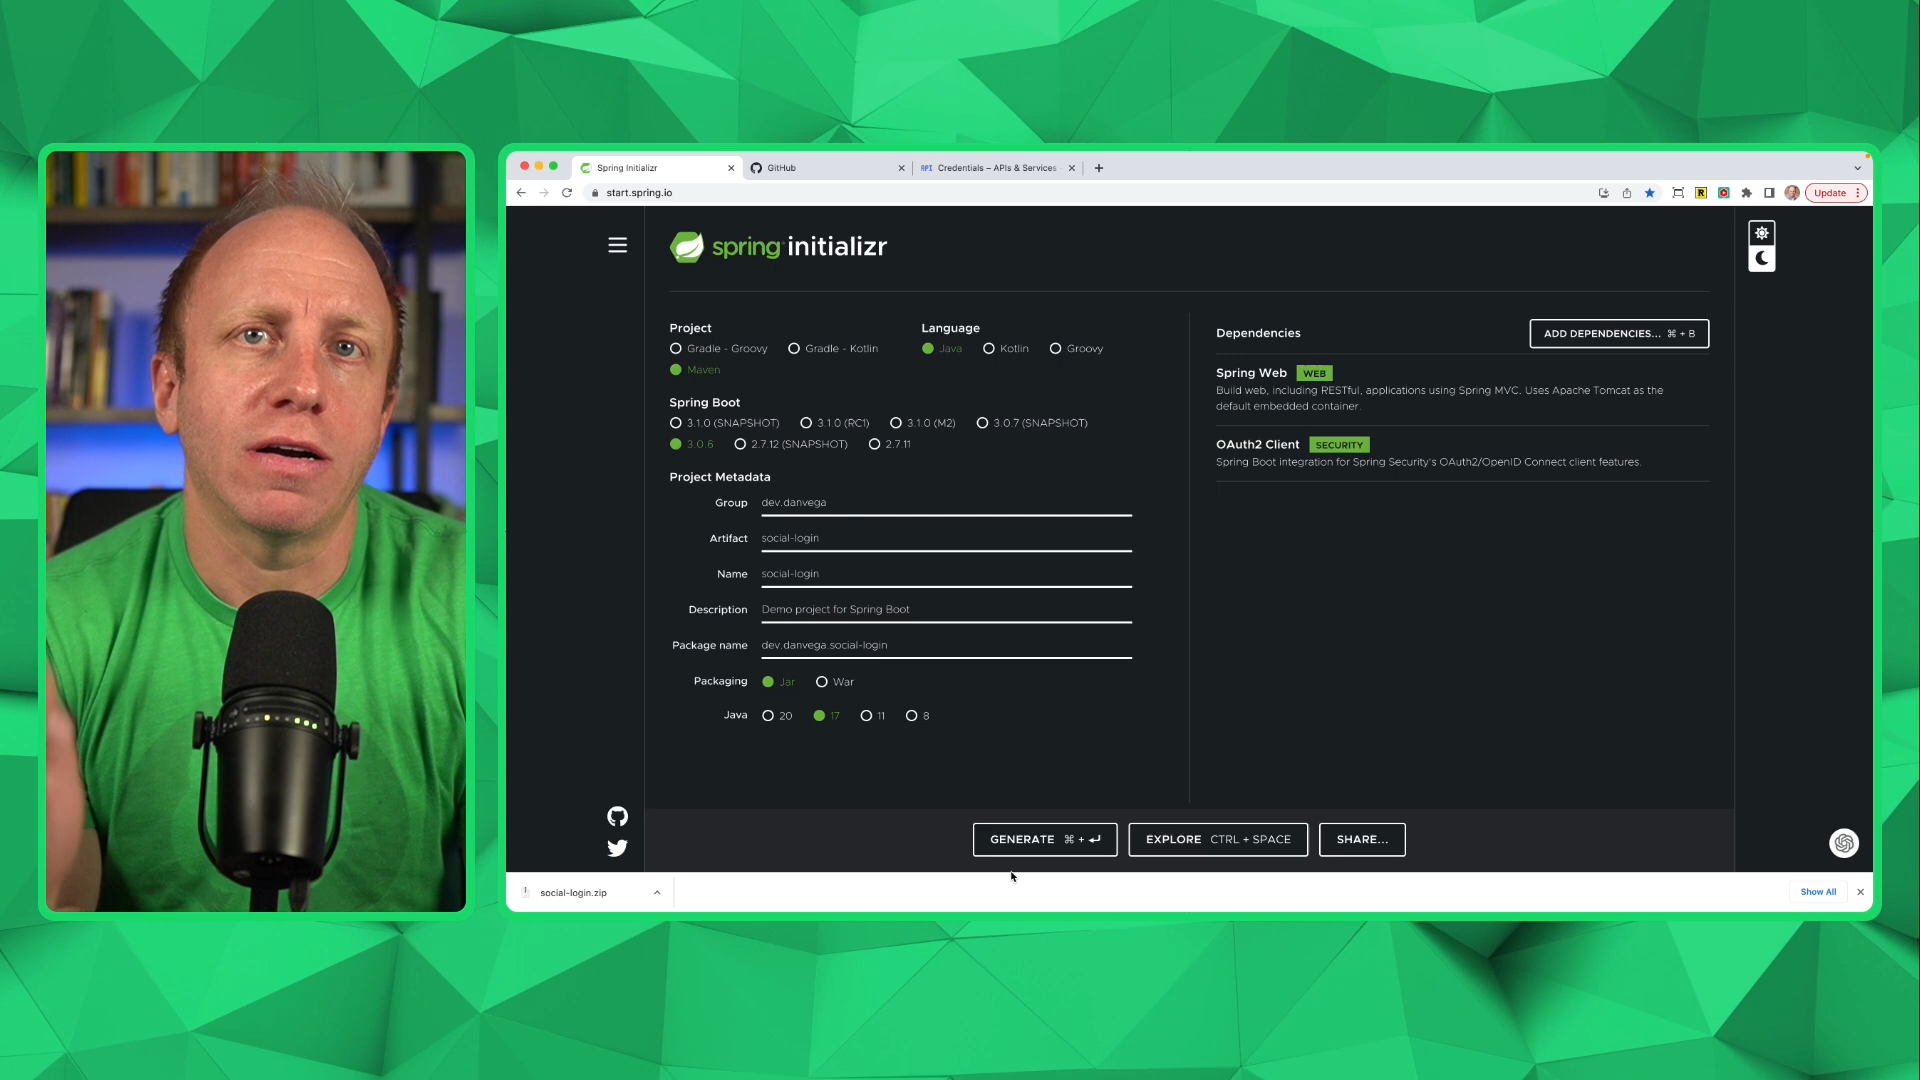 Spring Initializr
GitHub
API Credentials – APIs & Services
start.spring.io
Update
spring initializr
Project
Gradle - Groovy Gradle - Kotlin
Maven
Language
Java Kotlin Groovy
Spring Boot
3.1.0 (SNAPSHOT) 3.1.0 (RC1) 3.1.0 (M2) 3.0.7 (SNAPSHOT)
3.0.6 2.7.12 (SNAPSHOT) 2.7.11
Project Metadata
Group dev.danvega
Artifact social-login
Name social-login
Description Demo project for Spring Boot
Package name dev.danvega.social-login
Packaging Jar War
Java 20 17 11 8
Dependencies
ADD DEPENDENCIES... ⌘ + B
Spring Web WEB
Build web, including RESTful, applications using Spring MVC. Uses Apache Tomcat as the
default embedded container.
OAuth2 Client SECURITY
Spring Boot integration for Spring Security's OAuth2/OpenID Connect client features.
GENERATE ⌘ + ↵
EXPLORE CTRL + SPACE
SHARE...
social-login.zip
Show All